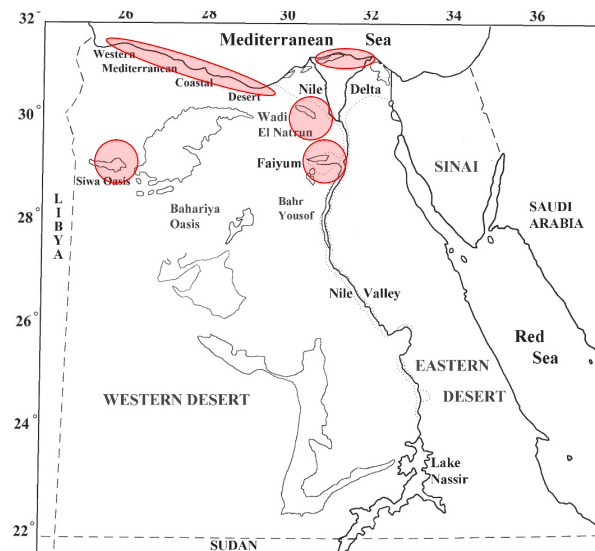 26 28 30 32 34 36
32°
Mediterranean Sea
Western
Mediterranean
Coastal
Desert
Nile Delta
30°
Wadi
El Natrun
Faiyum
SINAI
Siwa Oasis
LIBYA
Bahr
Yousof
SAUDI
ARABIA
28°
Bahariya
Oasis
Nile Valley
26°
Red
Sea
EASTERN
DESERT
WESTERN DESERT
24°
Lake
Nassir
22°
SUDAN